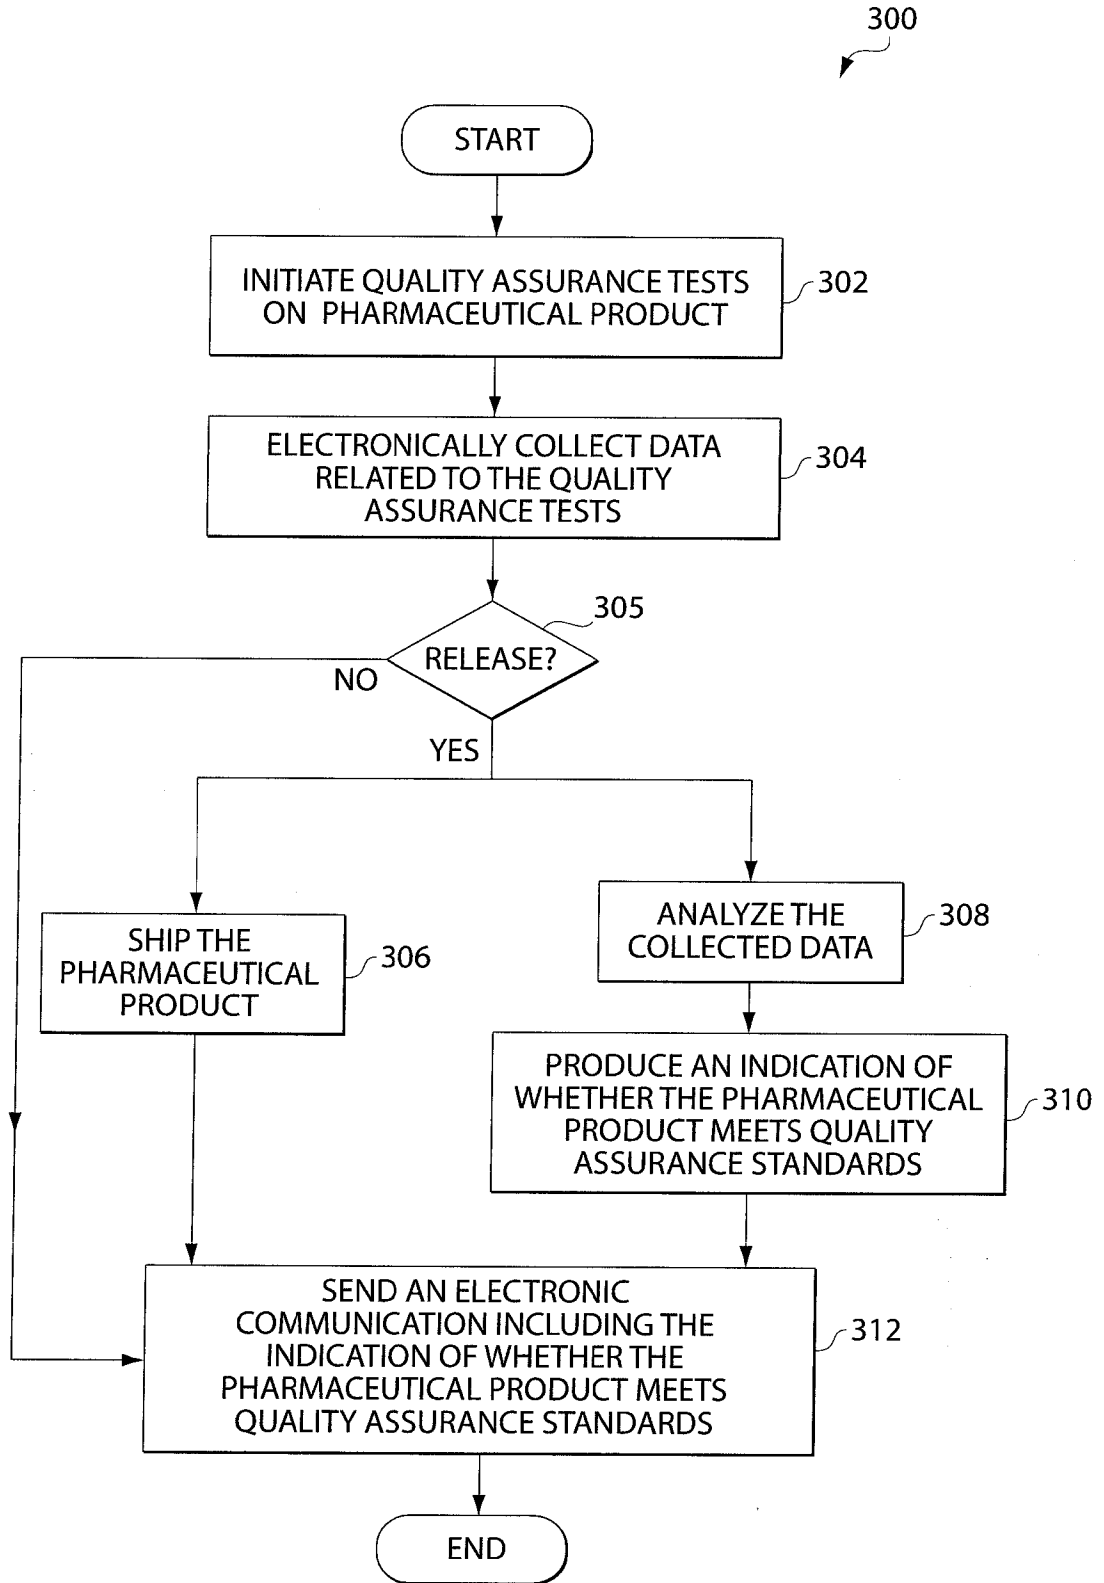 300
START
INITIATE QUALITY ASSURANCE TESTS
ON PHARMACEUTICAL PRODUCT
302
ELECTRONICALLY COLLECT DATA
RELATED TO THE QUALITY
ASSURANCE TESTS
304
305
RELEASE?
NO
YES
SHIP THE
PHARMACEUTICAL
PRODUCT
306
ANALYZE THE
COLLECTED DATA
308
PRODUCE AN INDICATION OF
WHETHER THE PHARMACEUTICAL
PRODUCT MEETS QUALITY
ASSURANCE STANDARDS
310
SEND AN ELECTRONIC
COMMUNICATION INCLUDING THE
INDICATION OF WHETHER THE
PHARMACEUTICAL PRODUCT MEETS
QUALITY ASSURANCE STANDARDS
312
END